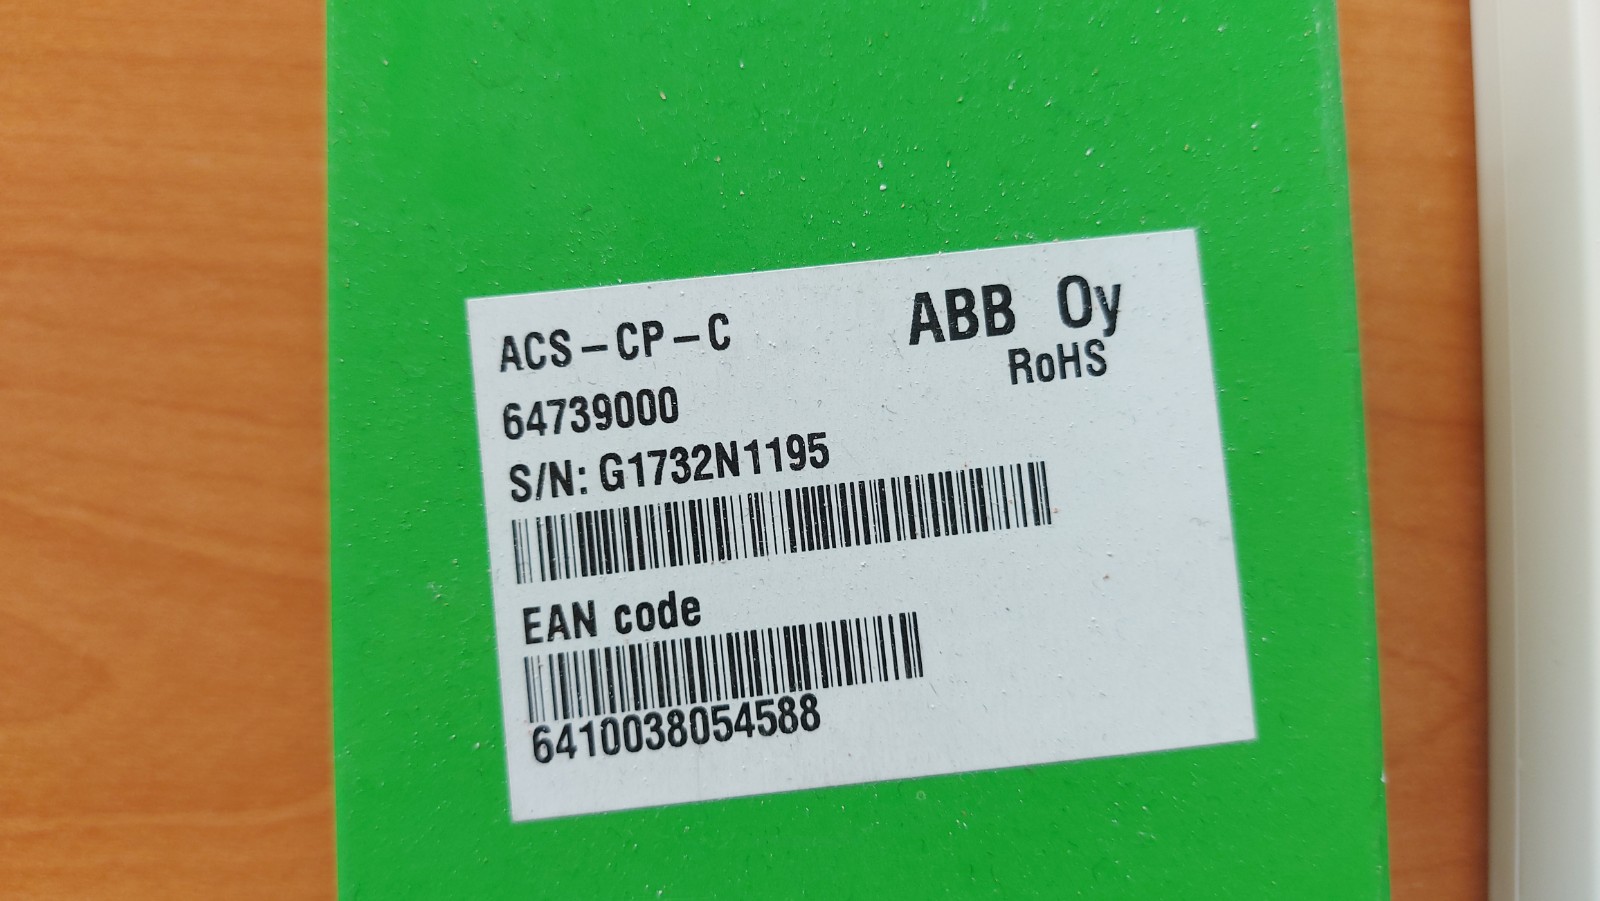 ACS-CP-C
ABB Oy
RoHS
64739000
S/N: G1732N1195
EAN code
6410038054588